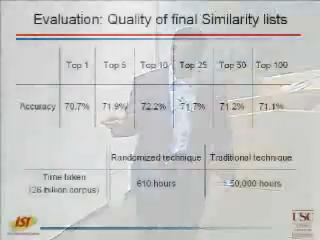 Evaluation: Quality of final Similarity lists
Top 1 Top 5 Top 10 Top 25 Top 50 Top 100
Accuracy 70.7% 71.9% 72.2% 71.7% 71.2% 71.1%
Randomized technique Traditional technique
Time taken
(26 billion corpus) 610 hours 50,000 hours
USC